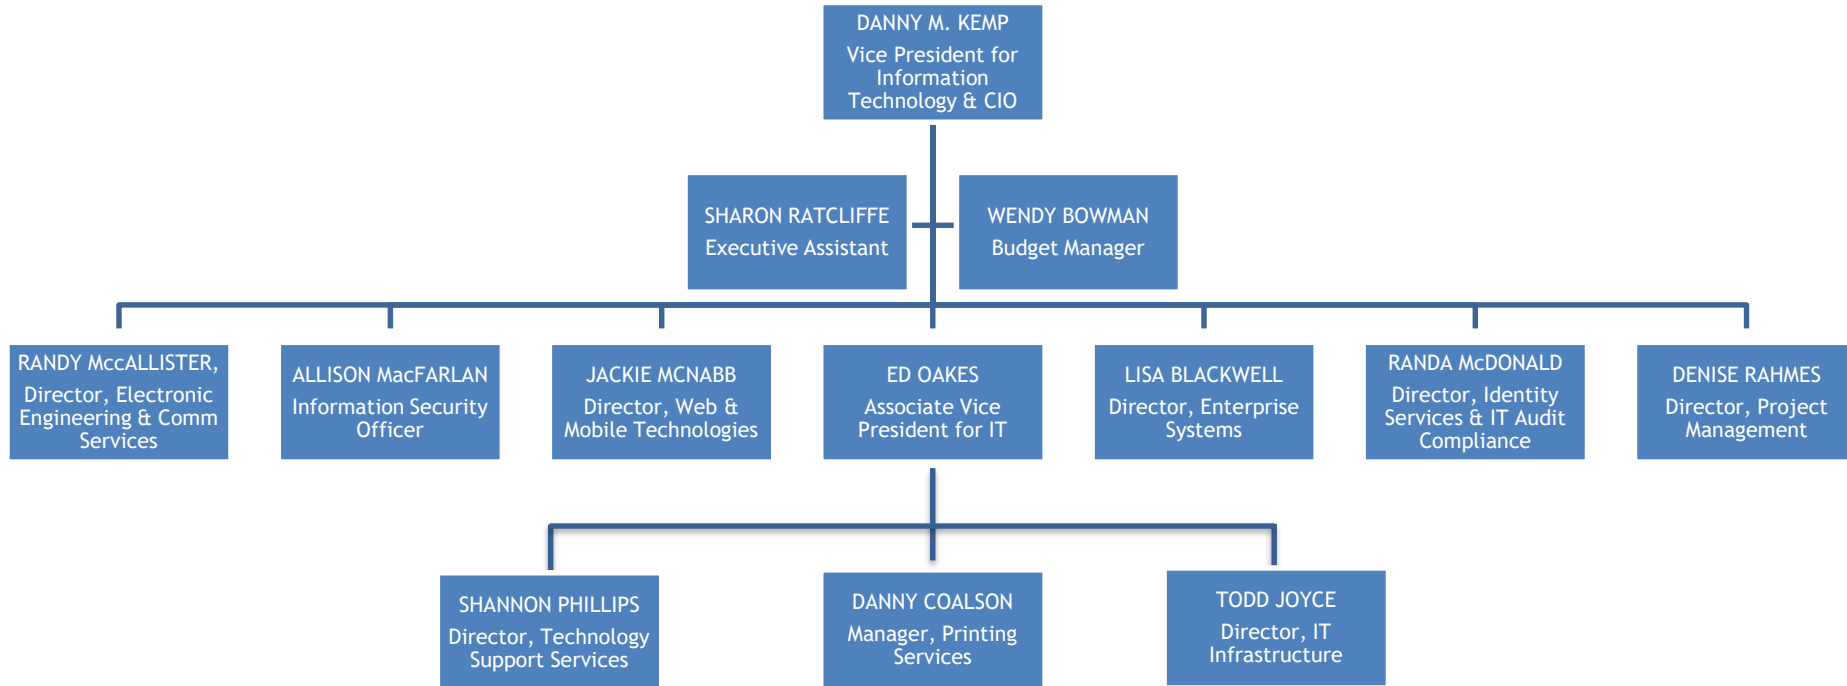 DANNY M. KEMP
Vice President for
Information
Technology & CIO
SHARON RATCLIFFE
Executive Assistant
WENDY BOWMAN
Budget Manager
RANDY MccALLISTER,
Director, Electronic
Engineering & Comm
Services
ALLISON MacFARLAN
Information Security
Officer
JACKIE MCNABB
Director, Web &
Mobile Technologies
ED OAKES
Associate Vice
President for IT
LISA BLACKWELL
Director, Enterprise
Systems
RANDA McDONALD
Director, Identity
Services & IT Audit
Compliance
DENISE RAHMES
Director, Project
Management
SHANNON PHILLIPS
Director, Technology
Support Services
DANNY COALSON
Manager, Printing
Services
TODD JOYCE
Director, IT
Infrastructure